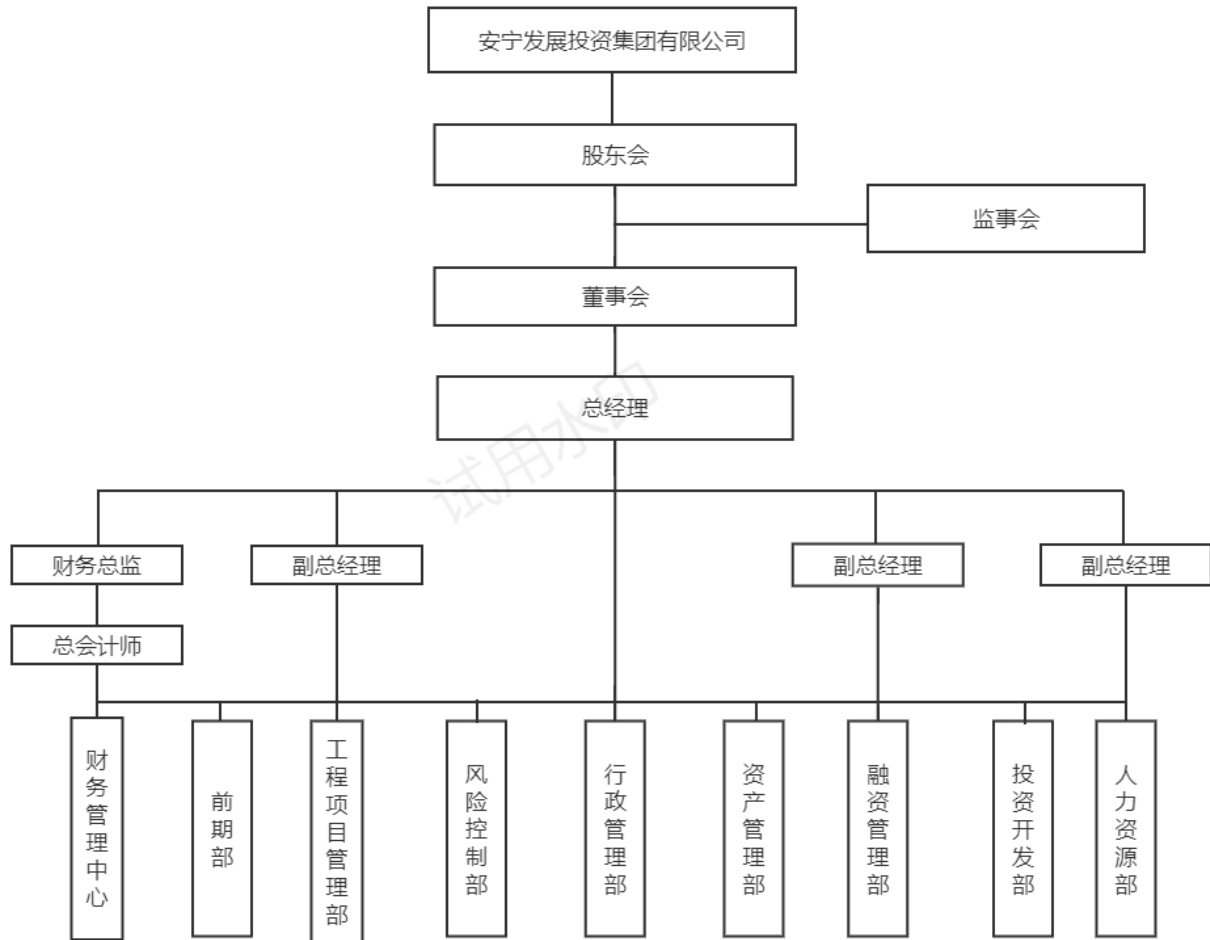 安宁发展投资集团有限公司
股东会
监事会
董事会
总经理
试用水印
财务总监
副总经理
副总经理
副总经理
总会计师
财务管理中心
前期部
工程项目管理部
风险控制部
行政管理部
资产管理部
融资管理部
投资开发部
人力资源部